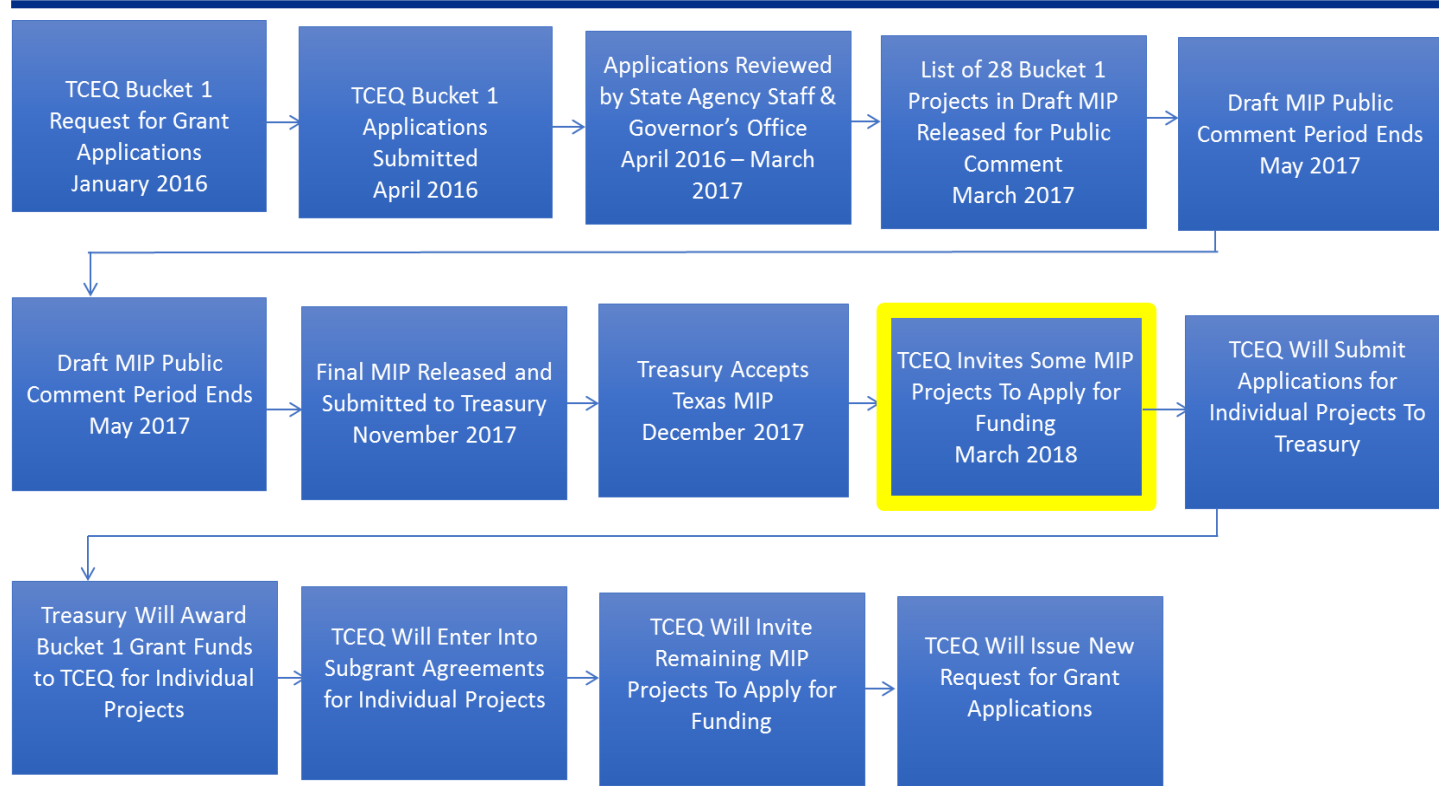 TCEQ Bucket 1
Request for Grant
Applications
January 2016
TCEQ Bucket 1
Applications
Submitted
April 2016
Applications Reviewed
by State Agency Staff &
Governor’s Office
April 2016 – March
2017
List of 28 Bucket 1
Projects in Draft MIP
Released for Public
Comment
March 2017
Draft MIP Public
Comment Period Ends
May 2017
Draft MIP Public
Comment Period Ends
May 2017
Final MIP Released and
Submitted to Treasury
November 2017
Treasury Accepts
Texas MIP
December 2017
TCEQ Invites Some MIP
Projects To Apply for
Funding
March 2018
TCEQ Will Submit
Applications for
Individual Projects To
Treasury
Treasury Will Award
Bucket 1 Grant Funds
to TCEQ for Individual
Projects
TCEQ Will Enter Into
Subgrant Agreements
for Individual Projects
TCEQ Will Invite
Remaining MIP
Projects To Apply for
Funding
TCEQ Will Issue New
Request for Grant
Applications